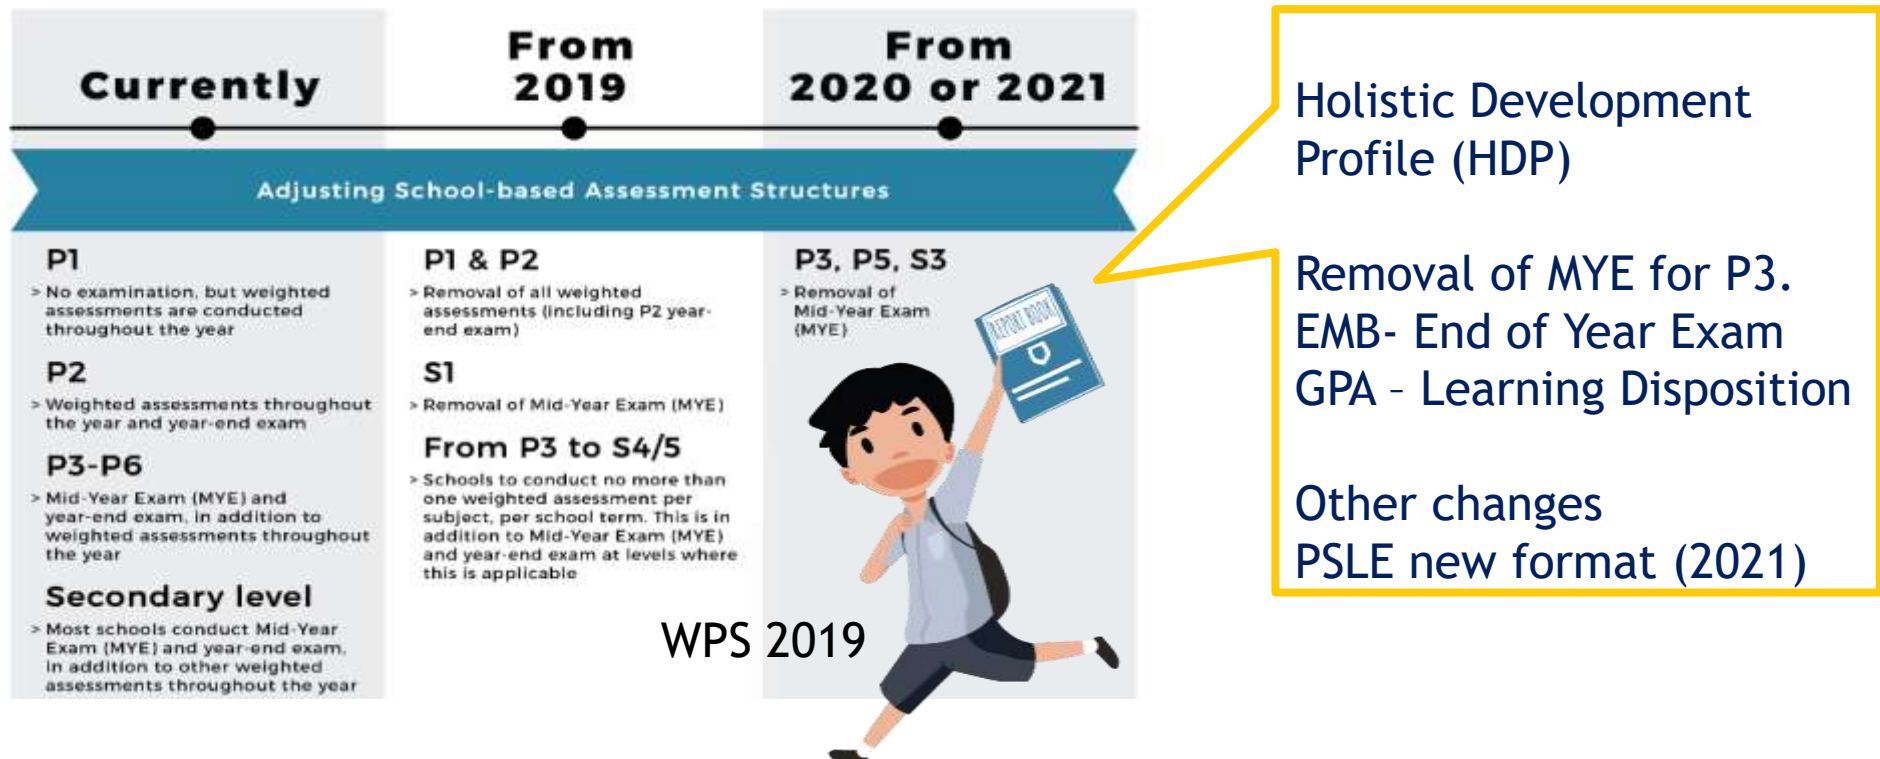 Currently
From
2019
From
2020 or 2021
Adjusting School-based Assessment Structures
P1
> No examination, but weighted
assessments are conducted
throughout the year
P2
> Weighted assessments throughout
the year and year-end exam
P3-P6
> Mid-Year Exam (MYE) and
year-end exam, in addition to
weighted assessments throughout
the year
Secondary level
> Most schools conduct Mid-Year
Exam (MYE) and year-end exam,
in addition to other weighted
assessments throughout the year
P1 & P2
> Removal of all weighted
assessments (including P2 year-
end exam)
S1
> Removal of Mid-Year Exam (MYE)
From P3 to S4/5
> Schools to conduct no more than
one weighted assessment per
subject, per school term. This is in
addition to Mid-Year Exam (MYE)
and year-end exam at levels where
this is applicable
P3, P5, S3
> Removal of
Mid-Year Exam
(MYE)
REPORT BOOK
WPS 2019
Holistic Development
Profile (HDP)
Removal of MYE for P3.
EMB- End of Year Exam
GPA – Learning Disposition
Other changes
PSLE new format (2021)